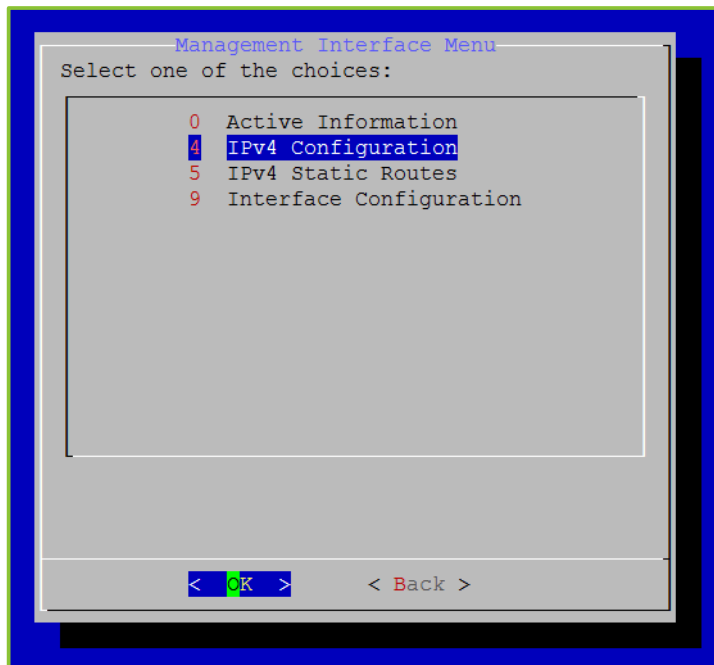 Management Interface Menu
Select one of the choices:
0 Active Information
4 IPv4 Configuration
5 IPv4 Static Routes
9 Interface Configuration
< OK > < Back >